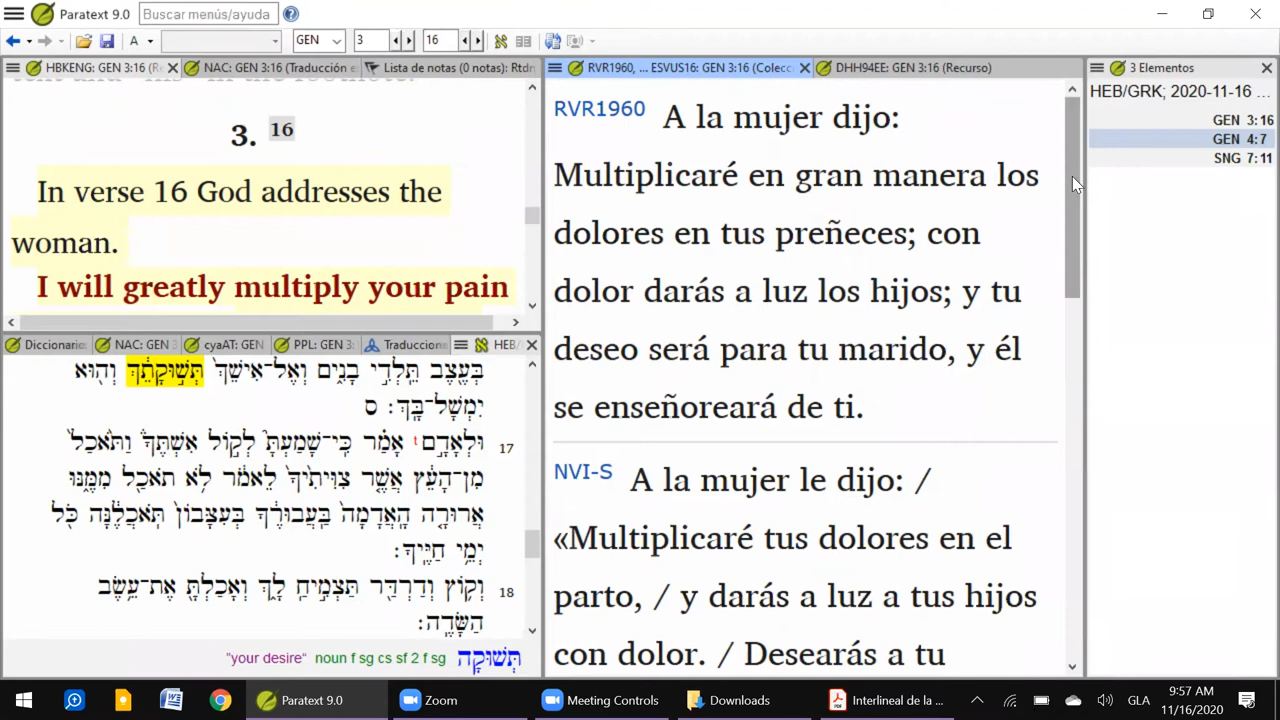 Paratext 9.0
Buscar menús/ayuda
A
GEN
3
16
HBKENG: GEN 3:16 (R
NAC: GEN 3:16 (Traducción
Lista de notas (0 notas): Rtdn
3. 16
In verse 16 God addresses the
woman.
I will greatly multiply your pain
Diccionari
NAC: GEN 3:
cyaAT: GEN
PPL: GEN 3
Traduccion
HEB/
בְּעֶ֖צֶב תֵּֽלְדִ֣י בָנִ֑ים וְאֶל־אִישֵׁךְ֙ תְּשׁ֣וּקָתֵ֔ךְ וְה֖וּא
יִמְשָׁל־בָּֽךְ׃ ס
17 וּלְאָדָ֣ם t אָמַ֗ר כִּֽי־שָׁמַעְתָּ֮ לְק֣וֹל אִשְׁתֶּךָ֒ וַתֹּ֙אכַל֙
מִן־הָעֵ֔ץ אֲשֶׁ֤ר צִוִּיתִ֙יךָ֙ לֵאמֹ֔ר לֹ֥א תֹאכַ֖ל מִמֶּ֑נּוּ
אֲרוּרָ֤ה הָֽאֲדָמָה֙ בַּֽעֲבוּרֶ֔ךָ בְּעִצָּבוֹן֙ תֹּֽאכֲלֶ֔נָּה כֹּ֖ל
יְמֵ֥י חַיֶּֽיךָ׃
18 וְק֥וֹץ וְדַרְדַּ֖ר תַּצְמִ֣יחַֽ לָ֑ךְ וְאָכַלְתָּ֖ אֶת־עֵ֥שֶׂב
הַשָּׂדֶֽה׃
"your desire" noun f sg cs sf 2 f sg תְּשׁוּקָה
RVR1960, ... ESVUS16: GEN 3:16 (Colecc
DHH94EE: GEN 3:16 (Recurso)
RVR1960 A la mujer dijo:
Multiplicaré en gran manera los
dolores en tus preñeces; con
dolor darás a luz los hijos; y tu
deseo será para tu marido, y él
se enseñoreará de ti.
NVI-S A la mujer le dijo: /
«Multiplicaré tus dolores en el
parto, / y darás a luz a tus hijos
con dolor. / Desearás a tu
3 Elementos
HEB/GRK; 2020-11-16 ...
GEN 3:16
GEN 4:7
SNG 7:11
Paratext 9.0
Zoom
Meeting Controls
Downloads
Interlineal de la ...
GLA
9:57 AM
11/16/2020